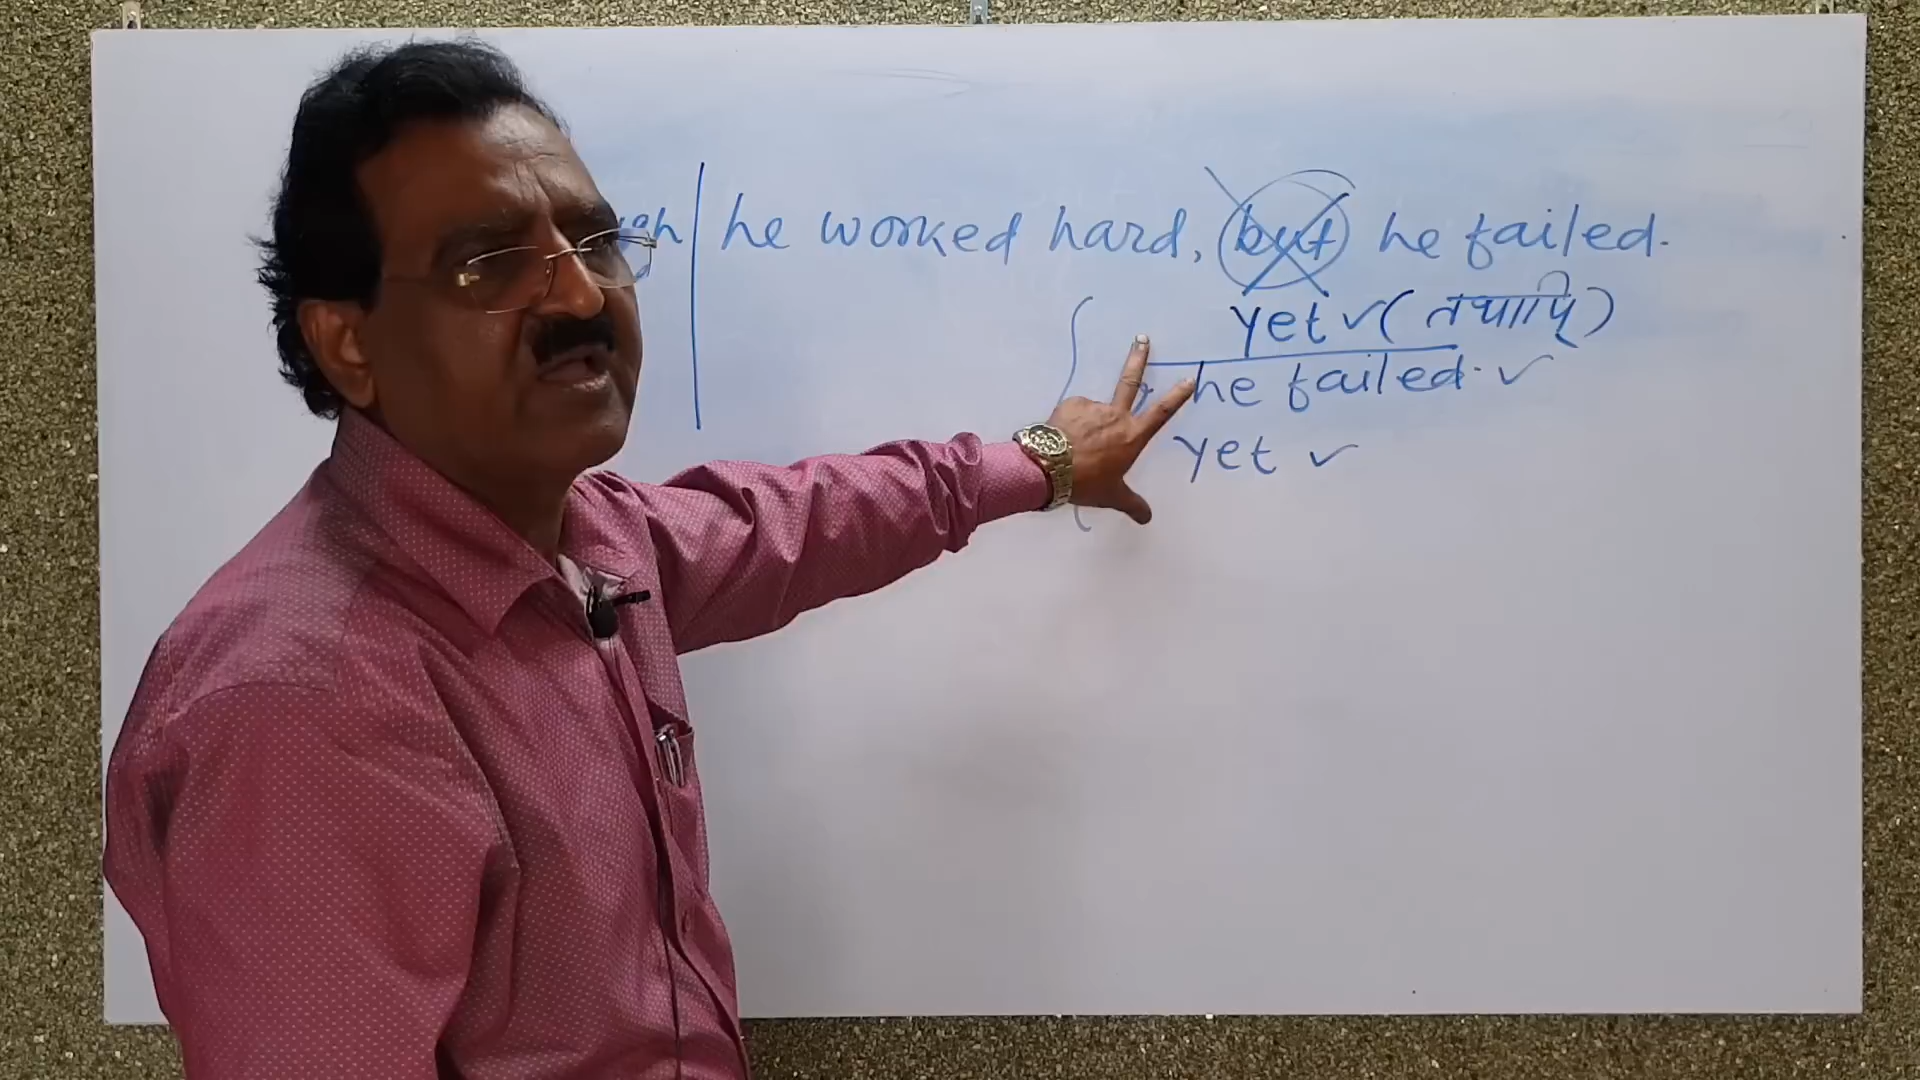 he worked hard, but he failed.
yet ✓ (तथापि)
he failed. ✓
yet ✓